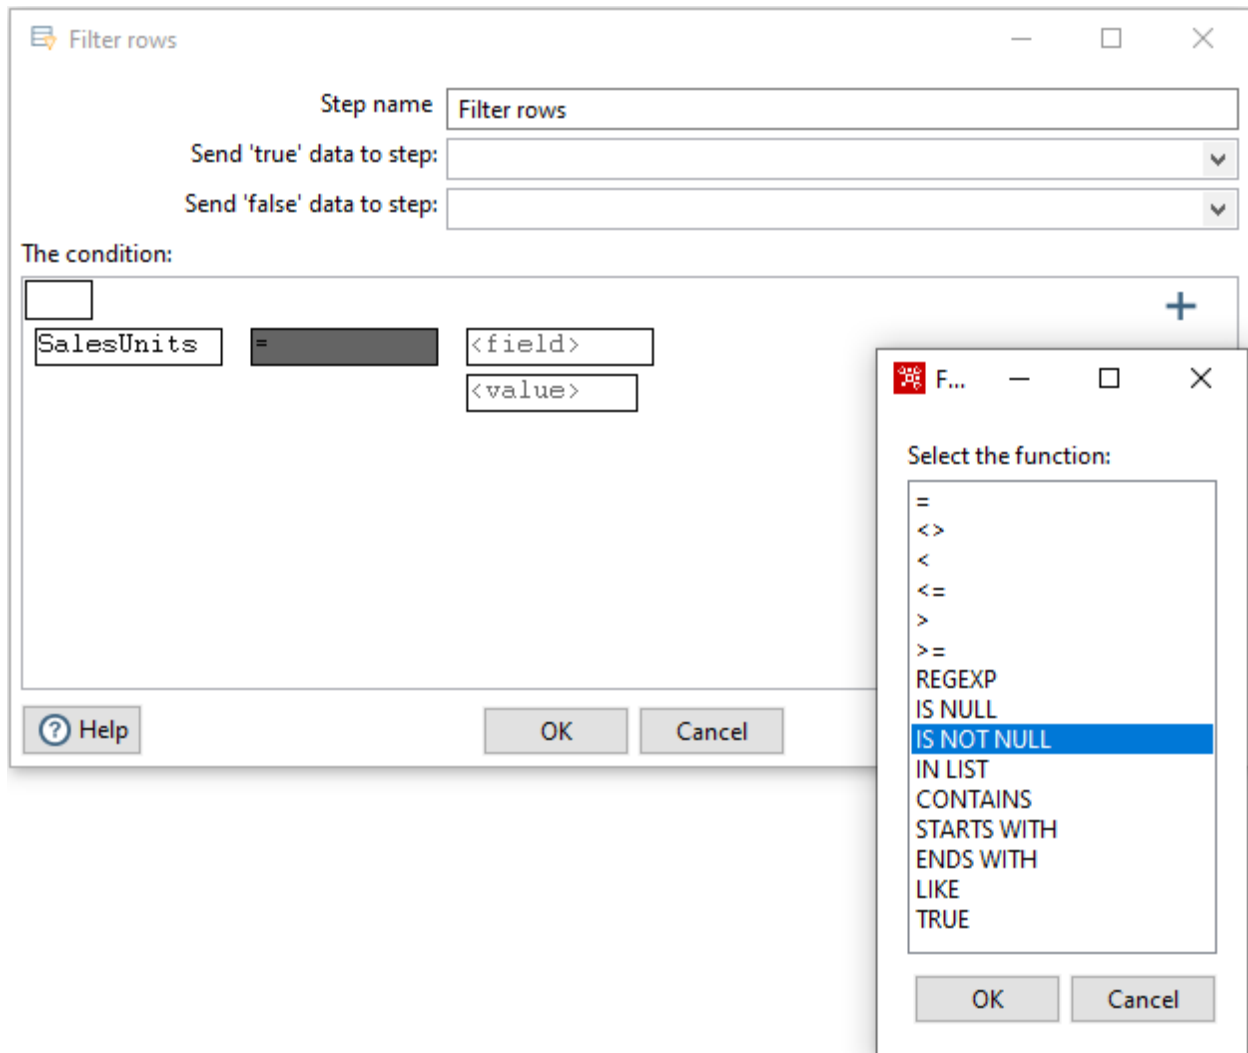 Filter rows
Step name Filter rows
Send 'true' data to step:
Send 'false' data to step:
The condition:
SalesUnits = <field>
<value>
F...
Select the function:
=
<>
<
<=
>
>=
REGEXP
IS NULL
IS NOT NULL
IN LIST
CONTAINS
STARTS WITH
ENDS WITH
LIKE
TRUE
Help OK Cancel
OK Cancel